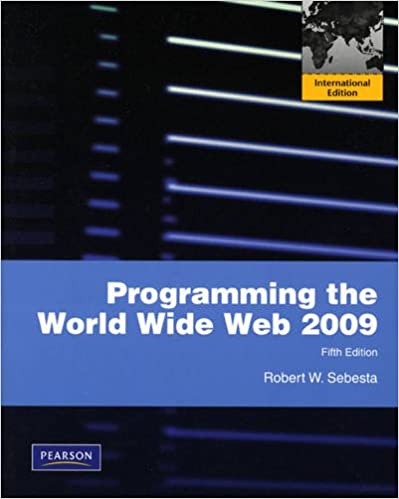 International
Edition
Programming the
World Wide Web 2009
Fifth Edition
Robert W. Sebesta
PEARSON